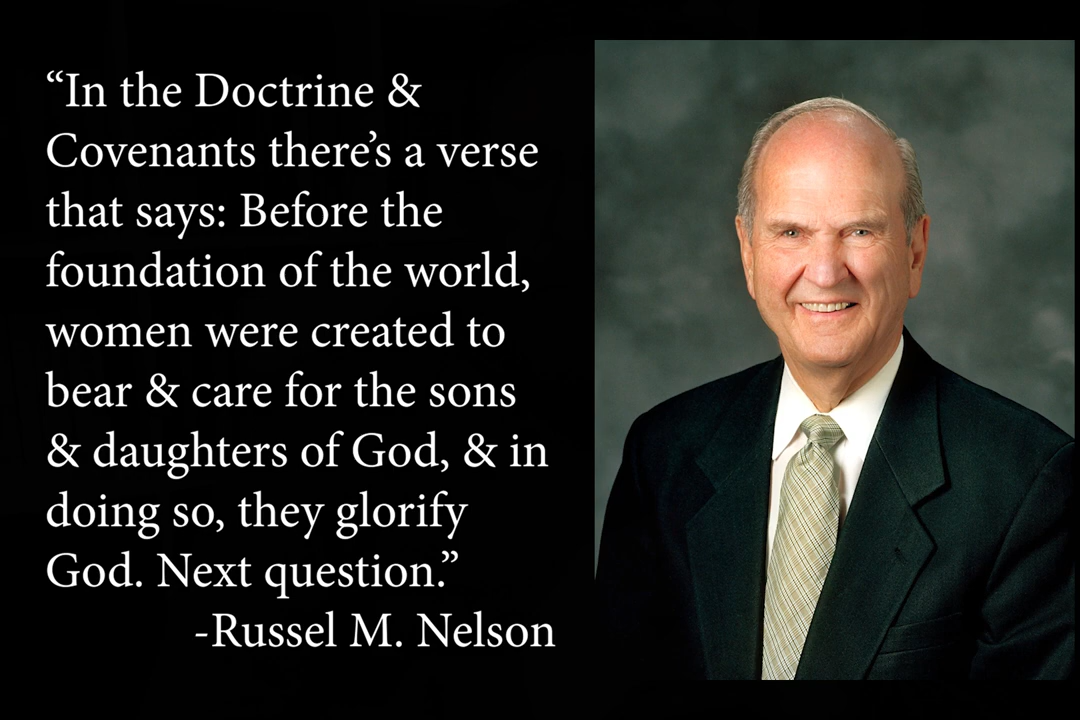 “In the Doctrine &
Covenants there’s a verse
that says: Before the
foundation of the world,
women were created to
bear & care for the sons
& daughters of God, & in
doing so, they glorify
God. Next question.”
-Russel M. Nelson